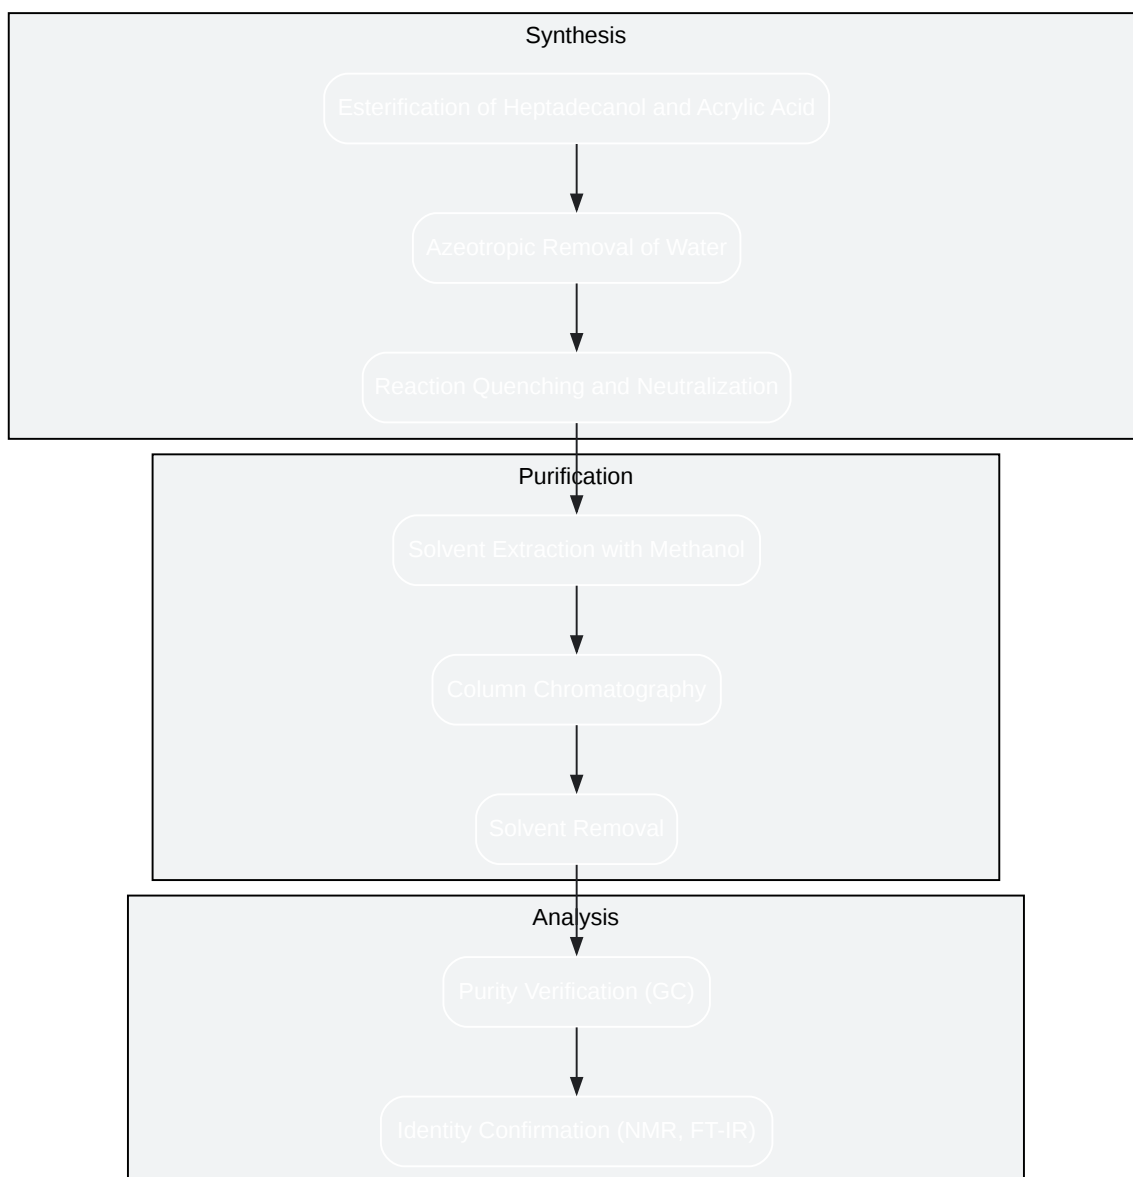 Synthesis
Esterification of Heptadecanol and Acrylic Acid
Azeotropic Removal of Water
Reaction Quenching and Neutralization
Purification
Solvent Extraction with Methanol
Column Chromatography
Solvent Removal
Analysis
Purity Verification (GC)
Identity Confirmation (NMR, FT-IR)